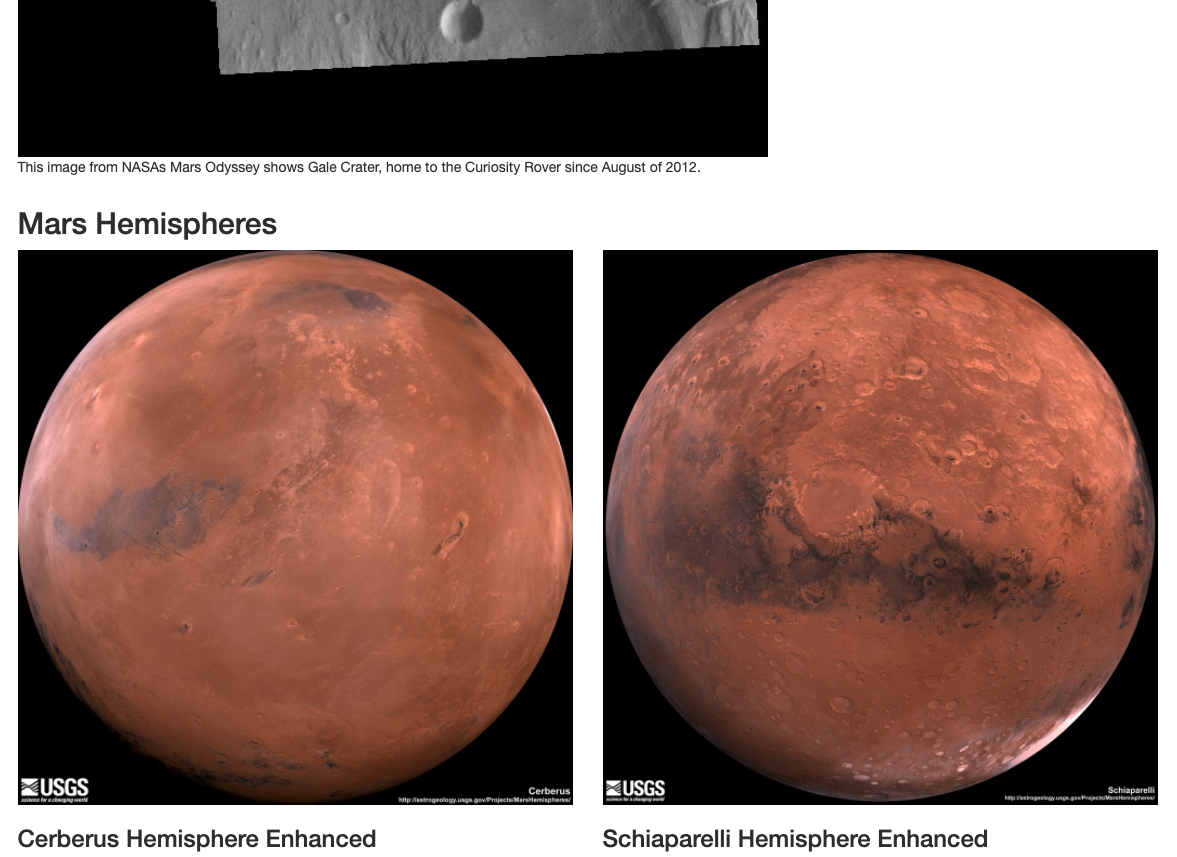 This image from NASAs Mars Odyssey shows Gale Crater, home to the Curiosity Rover since August of 2012.
Mars Hemispheres
USGS
science for a changing world
Cerberus
http://astrogeology.usgs.gov/Projects/MarsHemispheres/
USGS
science for a changing world
Schiaparelli
http://astrogeology.usgs.gov/Projects/MarsHemispheres/
Cerberus Hemisphere Enhanced
Schiaparelli Hemisphere Enhanced